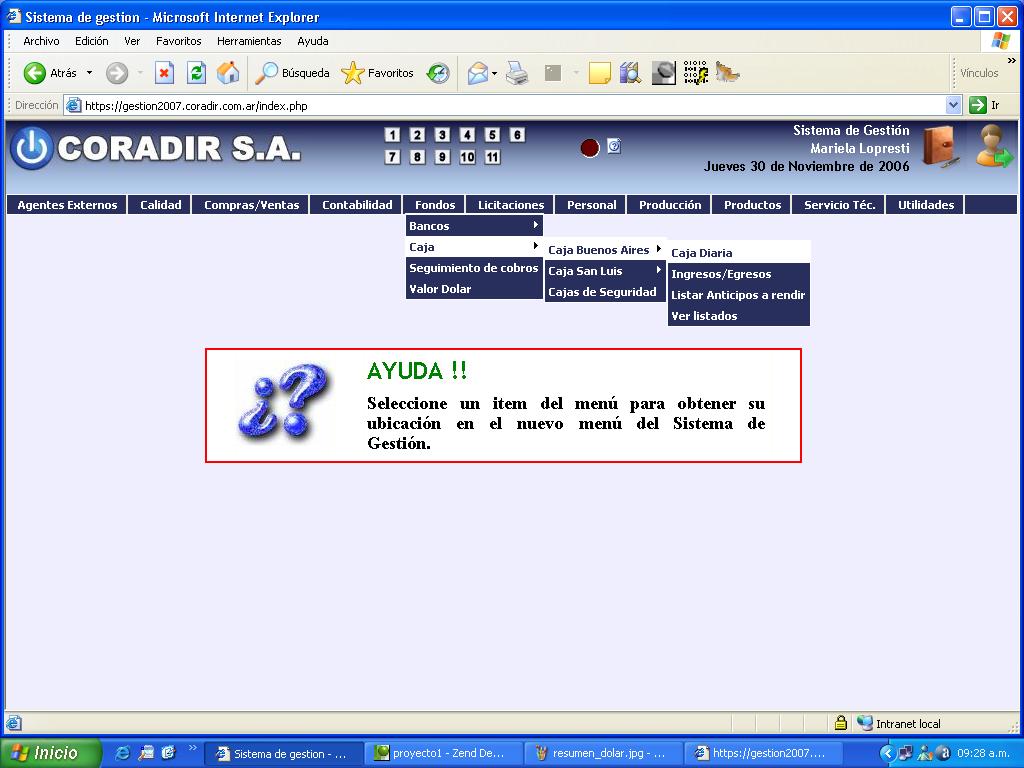 Sistema de gestion - Microsoft Internet Explorer
Archivo Edición Ver Favoritos Herramientas Ayuda
Atrás Búsqueda Favoritos Vínculos »
Dirección https://gestion2007.coradir.com.ar/index.php Ir
CORADIR S.A.
1 2 3 4 5 6
7 8 9 10 11
Sistema de Gestión
Mariela Lopresti
Jueves 30 de Noviembre de 2006
Agentes Externos Calidad Compras/Ventas Contabilidad Fondos Licitaciones Personal Producción Productos Servicio Téc. Utilidades
Bancos
Caja
Seguimiento de cobros
Valor Dolar
Caja Buenos Aires
Caja San Luis
Cajas de Seguridad
Caja Diaria
Ingresos/Egresos
Listar Anticipos a rendir
Ver listados
¿?
AYUDA !!
Seleccione un item del menú para obtener su
ubicación en el nuevo menú del Sistema de
Gestión.
Intranet local
Inicio » Sistema de gestion - ... proyecto1 - Zend De... resumen_dolar.jpg - ... https://gestion2007.... 09:28 a.m.